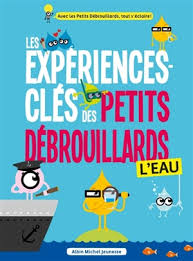 Avec les Petits Débrouillards, tout s'éclaire !
LES
EXPÉRIENCES-
CLÉS DES PETITS
DÉBROUILLARDS
L'EAU
Albin Michel Jeunesse